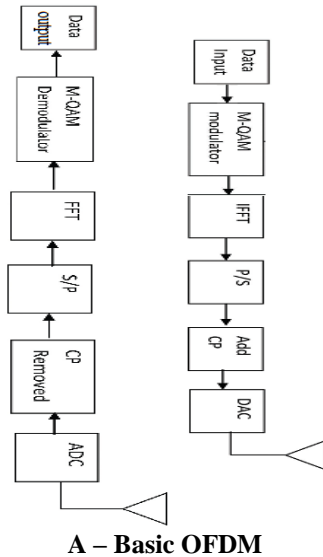 Data
Input
M-QAM
modulator
IFFT
P/S
Add
CP
DAC
Data
output
M-QAM
Demodulator
FFT
S/P
CP
Removed
ADC
A – Basic OFDM